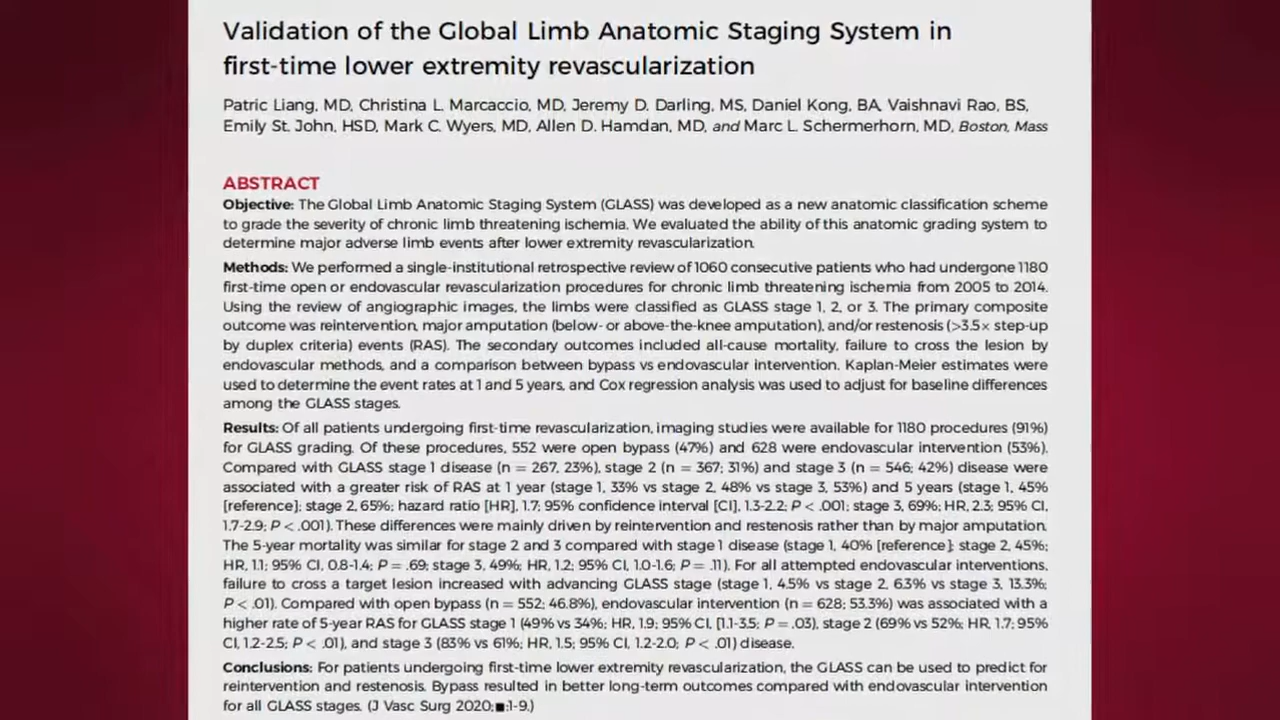 Validation of the Global Limb Anatomic Staging System in
first-time lower extremity revascularization
Patric Liang, MD, Christina L. Marcaccio, MD, Jeremy D. Darling, MS, Daniel Kong, BA, Vaishnavi Rao, BS,
Emily St. John, HSD, Mark C. Wyers, MD, Allen D. Hamdan, MD, and Marc L. Schermerhorn, MD, Boston, Mass
ABSTRACT
Objective: The Global Limb Anatomic Staging System (GLASS) was developed as a new anatomic classification scheme
to grade the severity of chronic limb threatening ischemia. We evaluated the ability of this anatomic grading system to
determine major adverse limb events after lower extremity revascularization.
Methods: We performed a single-institutional retrospective review of 1060 consecutive patients who had undergone 1180
first-time open or endovascular revascularization procedures for chronic limb threatening ischemia from 2005 to 2014.
Using the review of angiographic images, the limbs were classified as GLASS stage 1, 2, or 3. The primary composite
outcome was reintervention, major amputation (below- or above-the-knee amputation), and/or restenosis (>3.5× step-up
by duplex criteria) events (RAS). The secondary outcomes included all-cause mortality, failure to cross the lesion by
endovascular methods, and a comparison between bypass vs endovascular intervention. Kaplan-Meier estimates were
used to determine the event rates at 1 and 5 years, and Cox regression analysis was used to adjust for baseline differences
among the GLASS stages.
Results: Of all patients undergoing first-time revascularization, imaging studies were available for 1180 procedures (91%)
for GLASS grading. Of these procedures, 552 were open bypass (47%) and 628 were endovascular intervention (53%).
Compared with GLASS stage 1 disease (n = 267, 23%), stage 2 (n = 367; 31%) and stage 3 (n = 546; 42%) disease were
associated with a greater risk of RAS at 1 year (stage 1, 33% vs stage 2, 48% vs stage 3, 53%) and 5 years (stage 1, 45%
[reference]; stage 2, 65%; hazard ratio [HR], 1.7; 95% confidence interval [CI], 1.3-2.2; P < .001; stage 3, 69%; HR, 2.3; 95% CI,
1.7-2.9; P < .001). These differences were mainly driven by reintervention and restenosis rather than by major amputation.
The 5-year mortality was similar for stage 2 and 3 compared with stage 1 disease (stage 1, 40% [reference]; stage 2, 45%;
HR, 1.1; 95% CI, 0.8-1.4; P = .69; stage 3, 49%; HR, 1.2; 95% CI, 1.0-1.6; P = .11). For all attempted endovascular interventions,
failure to cross a target lesion increased with advancing GLASS stage (stage 1, 4.5% vs stage 2, 6.3% vs stage 3, 13.3%;
P < .01). Compared with open bypass (n = 552; 46.8%), endovascular intervention (n = 628; 53.3%) was associated with a
higher rate of 5-year RAS for GLASS stage 1 (49% vs 34%; HR, 1.9; 95% CI, [1.1-3.5; P = .03), stage 2 (69% vs 52%; HR, 1.7; 95%
CI, 1.2-2.5; P < .01), and stage 3 (83% vs 61%; HR, 1.5; 95% CI, 1.2-2.0; P < .01) disease.
Conclusions: For patients undergoing first-time lower extremity revascularization, the GLASS can be used to predict for
reintervention and restenosis. Bypass resulted in better long-term outcomes compared with endovascular intervention
for all GLASS stages. (J Vasc Surg 2020;■:1-9.)